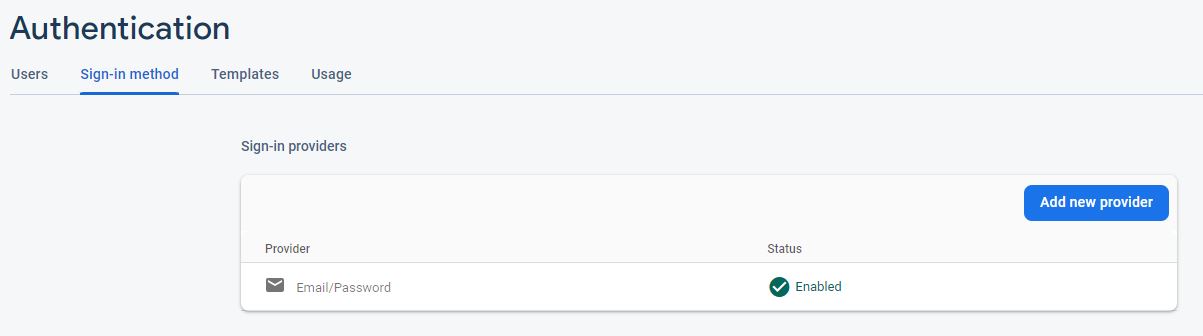 Authentication
Users Sign-in method Templates Usage
Sign-in providers
Add new provider
Provider Status
Email/Password Enabled